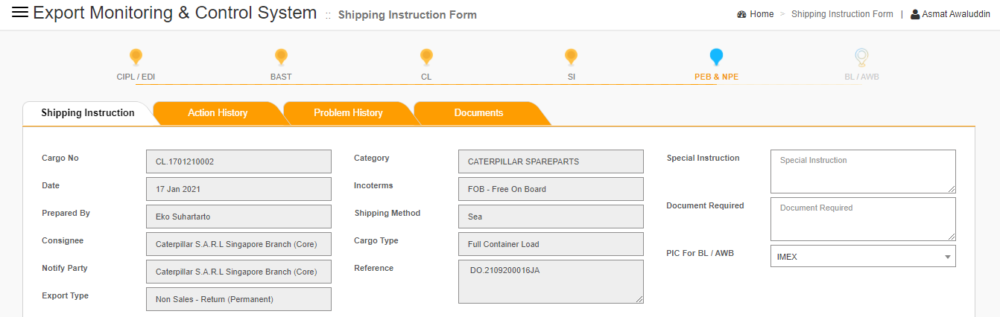 Export Monitoring & Control System :: Shipping Instruction Form
Home > Shipping Instruction Form | Asmat Awaluddin
CIPL / EDI BAST CL SI PEB & NPE BL / AWB
Shipping Instruction Action History Problem History Documents
Cargo No CL.1701210002
Date 17 Jan 2021
Prepared By Eko Suhartarto
Consignee Caterpillar S.A.R.L Singapore Branch (Core)
Notify Party Caterpillar S.A.R.L Singapore Branch (Core)
Export Type Non Sales - Return (Permanent)
Category CATERPILLAR SPAREPARTS
Incoterms FOB - Free On Board
Shipping Method Sea
Cargo Type Full Container Load
Reference DO.2109200016JA
Special Instruction Special Instruction
Document Required Document Required
PIC For BL / AWB IMEX